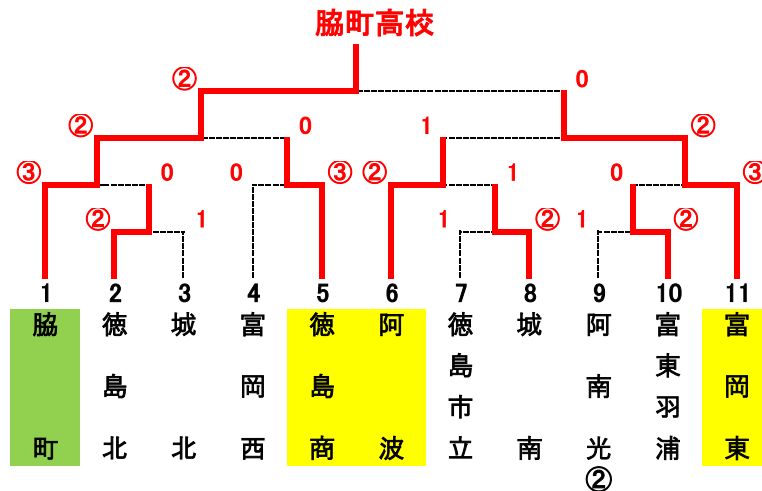 脇町高校
② 0
② 0 1 ②
③ 0 0 ③ ② 1 0 ③
② 1 1 ② 1 ②
1 2 3 4 5 6 7 8 9 10 11
脇町
徳島北
城北
富岡西
徳島商
阿波
徳島市立
城南
阿南光②
富東羽浦
富岡東